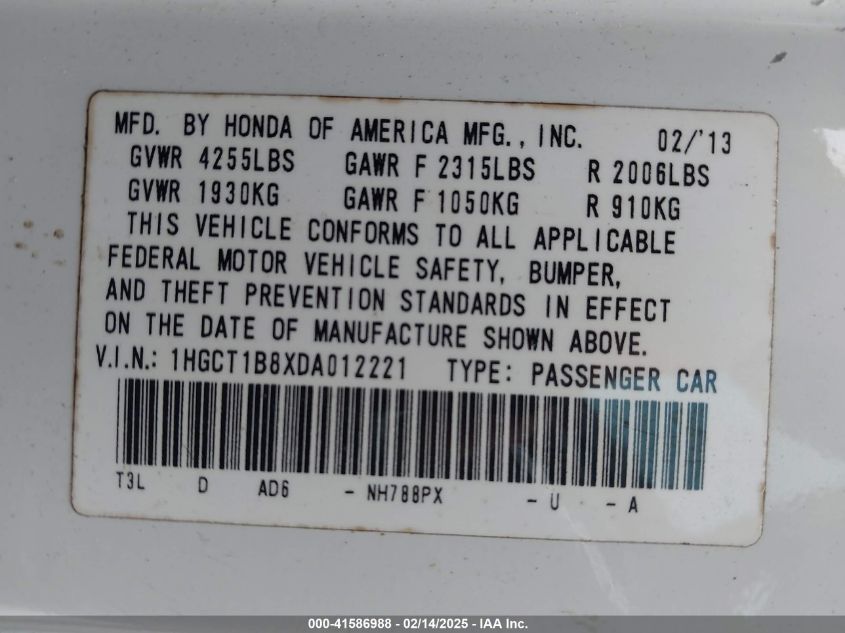 MFD. BY HONDA OF AMERICA MFG., INC. 02/'13
GVWR 4255LBS GAWR F 2315LBS R 2006LBS
GVWR 1930KG GAWR F 1050KG R 910KG
THIS VEHICLE CONFORMS TO ALL APPLICABLE
FEDERAL MOTOR VEHICLE SAFETY, BUMPER,
AND THEFT PREVENTION STANDARDS IN EFFECT
ON THE DATE OF MANUFACTURE SHOWN ABOVE.
V.I.N.: 1HGCT1B8XDA012221 TYPE: PASSENGER CAR
T3L D AD6 - NH788PX - U - A
000-41586988 - 02/14/2025 - IAA Inc.